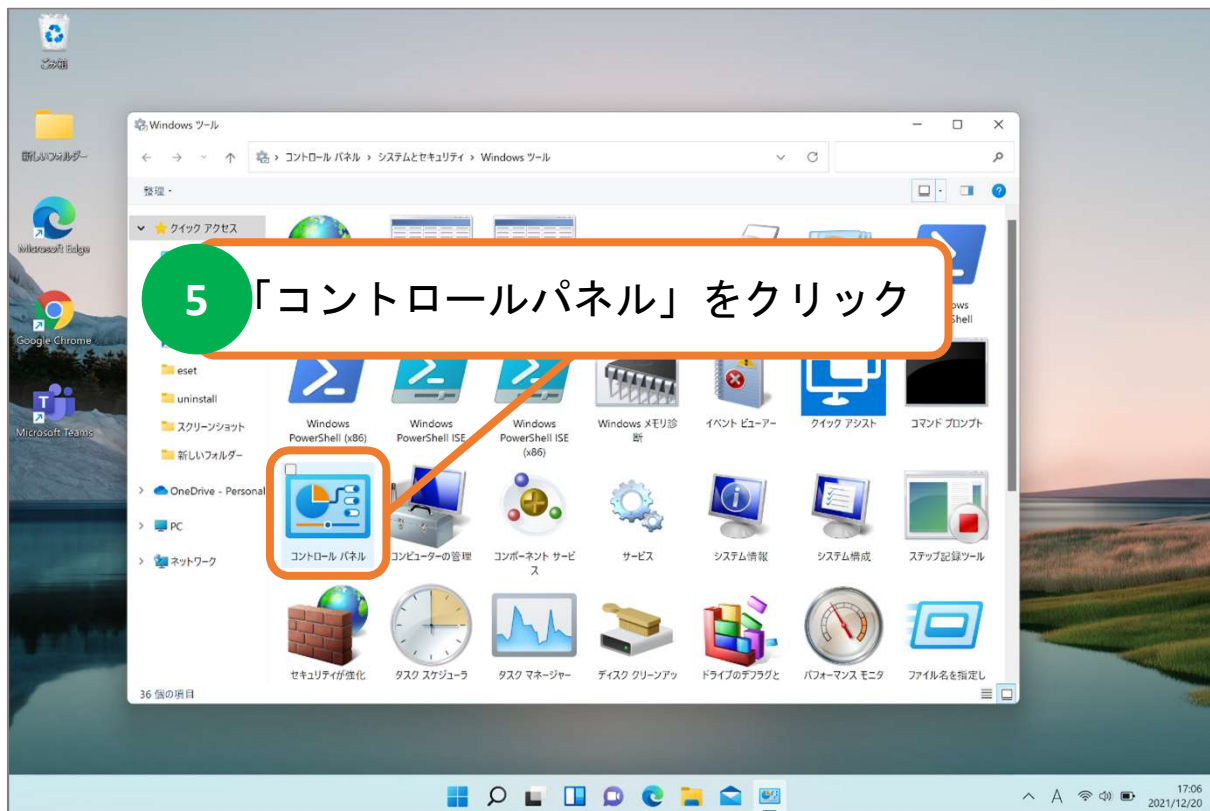 ごみ箱
新しいフォルダー
Microsoft Edge
Google Chrome
Microsoft Teams
Windows ツール
コントロール パネル
システムとセキュリティ
Windows ツール
整理
クイック アクセス
5
「コントロールパネル」をクリック
eset
uninstall
スクリーンショット
新しいフォルダー
OneDrive - Personal
PC
ネットワーク
Windows
PowerShell (x86)
Windows
PowerShell ISE
Windows
PowerShell ISE
(x86)
Windows メモリ診
断
イベント ビューアー
クイック アシスト
コマンド プロンプト
コントロール パネル
コンピューターの管理
コンポーネント サービ
ス
サービス
システム情報
システム構成
ステップ記録ツール
セキュリティが強化
タスク スケジューラ
タスク マネージャー
ディスク クリーンアッ
ドライブのデフラグと
パフォーマンス モニタ
ファイル名を指定し
36 個の項目
A
17:06
2021/12/20